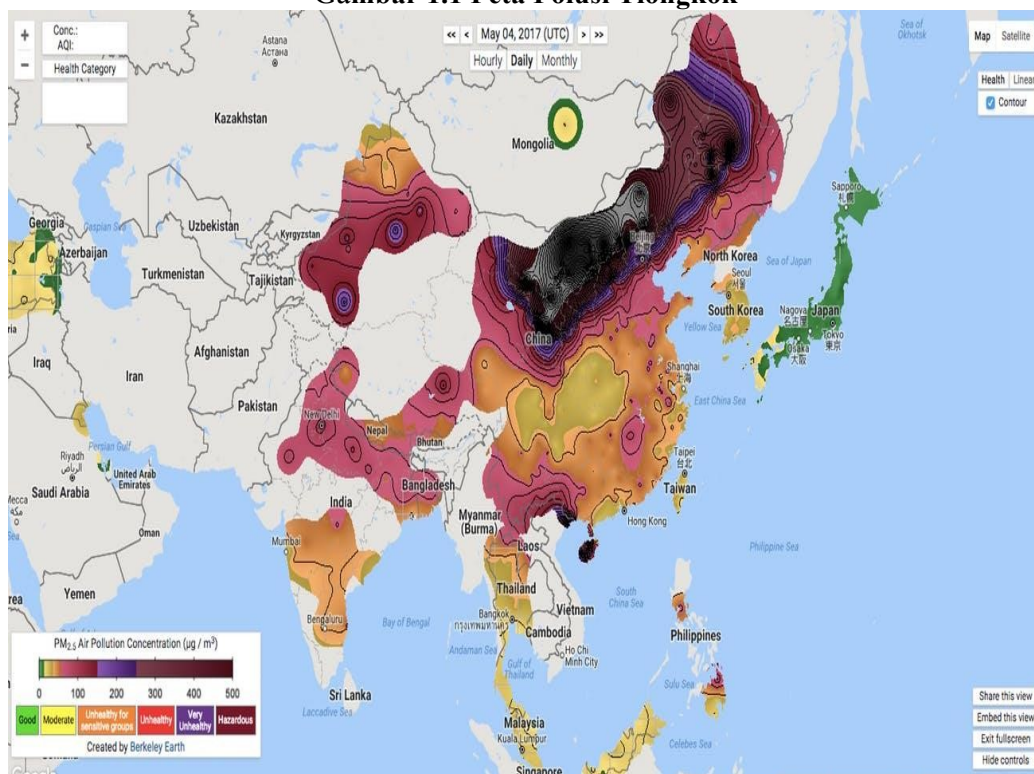 Gambar 1.1 Peta Polusi Tiongkok
+
−
Conc.:
AQI:
Health Category
<< < May 04, 2017 (UTC) > >>
Hourly Daily Monthly
Map Satellite
Health Linear
Contour
Sea of
Okhotsk
Astana
Астана
Kazakhstan
Mongolia
Sapporo
札幌
Georgia
Caspian Sea
Uzbekistan
Kyrgyzstan
Azerbaijan
Turkmenistan
Tajikistan
Beijing
North Korea
Sea of Japan
Seoul
서울
South Korea
Yellow Sea
Nagoya
名古屋
Japan
Tokyo
東京
Osaka
大阪
China
Afghanistan
Iraq
Iran
Shanghai
上海
East China Sea
Pakistan
New Delhi
Nepal
Bhutan
Persian Gulf
Riyadh
الرياض
United Arab
Emirates
Saudi Arabia
Taipei
台北
Taiwan
Bangladesh
India
Myanmar
(Burma)
Hong Kong
Mecca
مكة
Oman
Mumbai
Laos
Philippine Sea
Yemen
Thailand
South
China Sea
Vietnam
Bengaluru
Bay of Bengal
Bangkok
กรุงเทพมหานคร
Cambodia
Philippines
Andaman Sea
Gulf of
Thailand
Ho Chi
Minh City
Sri Lanka
Sulu Sea
Laccadive Sea
Malaysia
Kuala Lumpur
Celebes Sea
Singapore
PM2.5 Air Pollution Concentration (μg / m³)
0 100 200 300 400 500
Good
Moderate
Unhealthy for
sensitive groups
Unhealthy
Very
Unhealthy
Hazardous
Created by Berkeley Earth
Share this view
Embed this view
Exit fullscreen
Hide controls